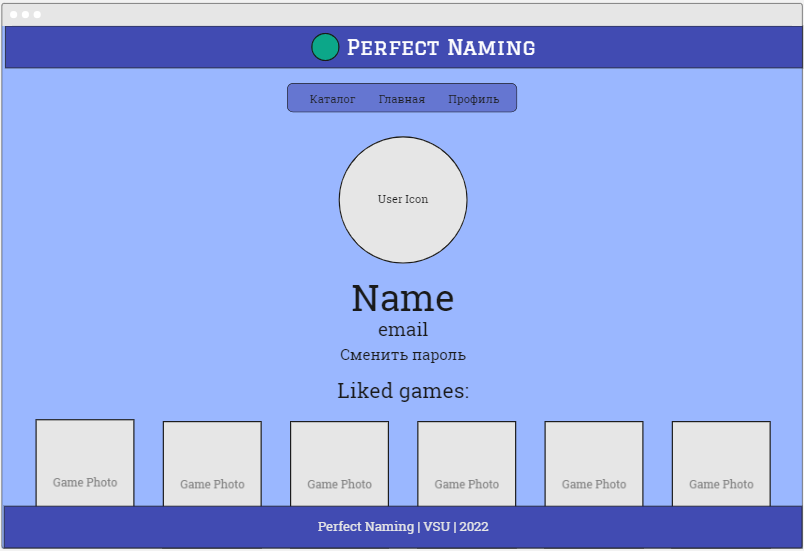 Perfect Naming
Каталог Главная Профиль
User Icon
Name
email
Сменить пароль
Liked games:
Game Photo Game Photo Game Photo Game Photo Game Photo Game Photo
Perfect Naming | VSU | 2022